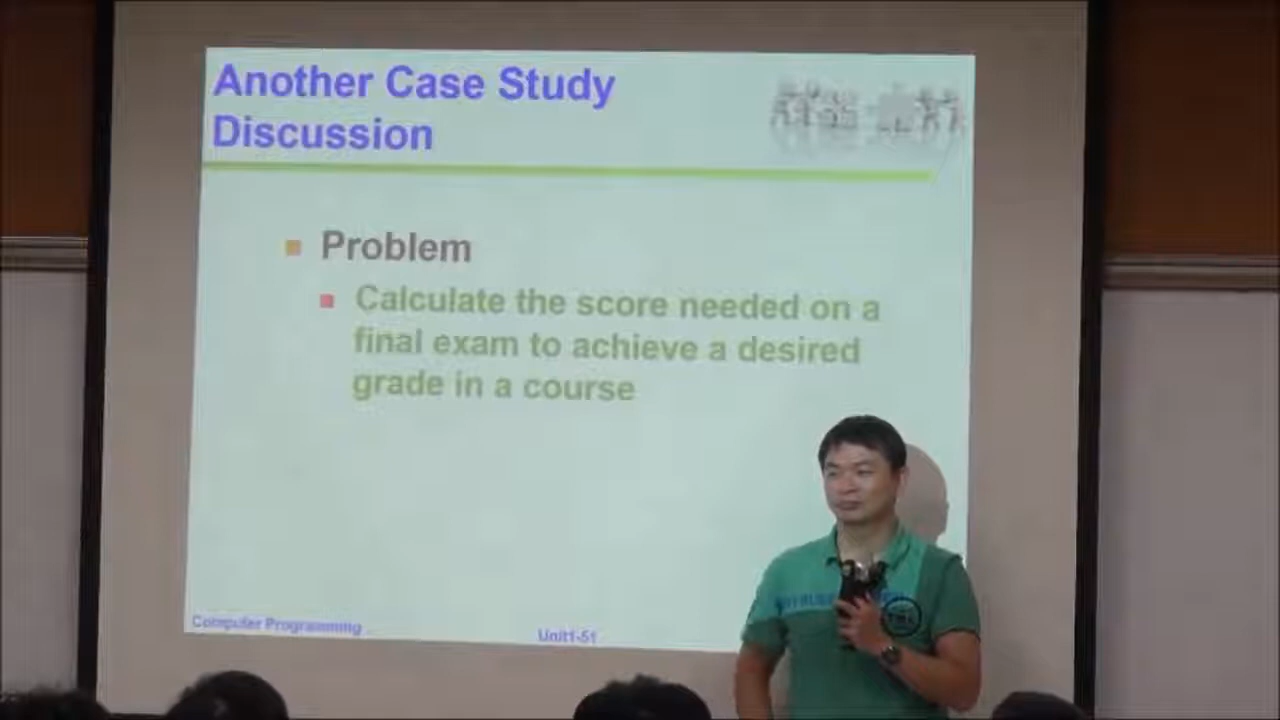 Another Case Study
Discussion
Problem
Calculate the score needed on a
final exam to achieve a desired
grade in a course
Computer Programming
Unit1-51